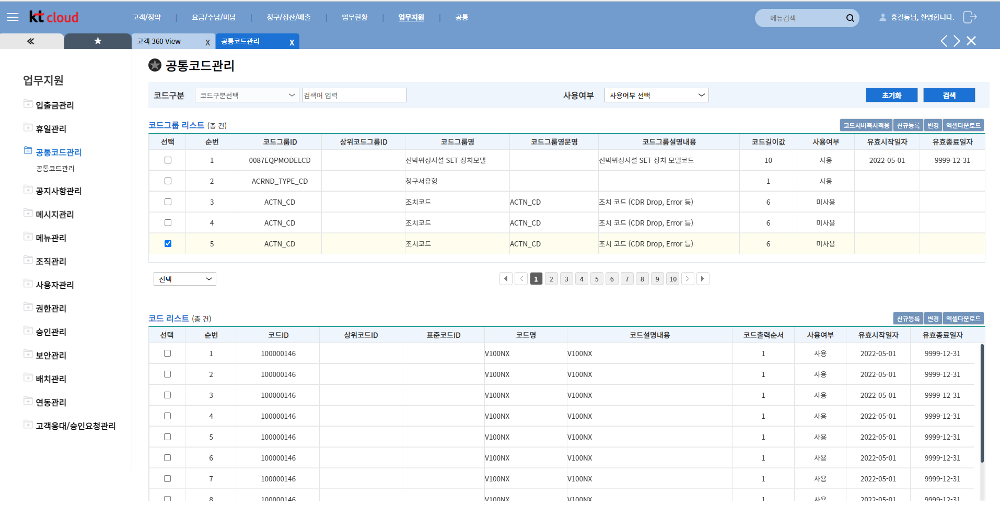 kt cloud 고객/청약 | 요금/수납/미납 | 청구/정산/매출 | 업무현황 | 업무지원 | 공통 메뉴검색 홍길동님, 환영합니다.
고객 360 View x 공통코드관리 x
업무지원
입출금관리
휴일관리
공통코드관리
공통코드관리
공지사항관리
메시지관리
메뉴관리
조직관리
사용자관리
권한관리
승인관리
보안관리
배치관리
연동관리
고객응대/승인요청관리
공통코드관리
코드구분 코드구분선택 검색어 입력 사용여부 사용여부 선택 초기화 검색
코드그룹 리스트 (총 건) 코드서버즉시적용 신규등록 변경 엑셀다운로드
선택 순번 코드그룹ID 상위코드그룹ID 코드그룹명 코드그룹영문명 코드그룹설명내용 코드길이값 사용여부 유효시작일자 유효종료일자
1 0087EQPMODELCD 선박위성시설 SET 장치모델 선박위성시설 SET 장치 모델코드 10 사용 2022-05-01 9999-12-31
2 ACRND_TYPE_CD 청구서유형 1 사용
3 ACTN_CD 조치코드 ACTN_CD 조치 코드 (CDR Drop, Error 등) 6 미사용
4 ACTN_CD 조치코드 ACTN_CD 조치 코드 (CDR Drop, Error 등) 6 미사용
5 ACTN_CD 조치코드 ACTN_CD 조치 코드 (CDR Drop, Error 등) 6 미사용
선택 1 2 3 4 5 6 7 8 9 10
코드 리스트 (총 건) 신규등록 변경 엑셀다운로드
선택 순번 코드ID 상위코드ID 표준코드ID 코드명 코드설명내용 코드출력순서 사용여부 유효시작일자 유효종료일자
1 100000146 V100NX V100NX 1 사용 2022-05-01 9999-12-31
2 100000146 V100NX V100NX 1 사용 2022-05-01 9999-12-31
3 100000146 V100NX V100NX 1 사용 2022-05-01 9999-12-31
4 100000146 V100NX V100NX 1 사용 2022-05-01 9999-12-31
5 100000146 V100NX V100NX 1 사용 2022-05-01 9999-12-31
6 100000146 V100NX V100NX 1 사용 2022-05-01 9999-12-31
7 100000146 V100NX V100NX 1 사용 2022-05-01 9999-12-31
8 100000146 V100NX V100NX 1 사용 2022-05-01 9999-12-31